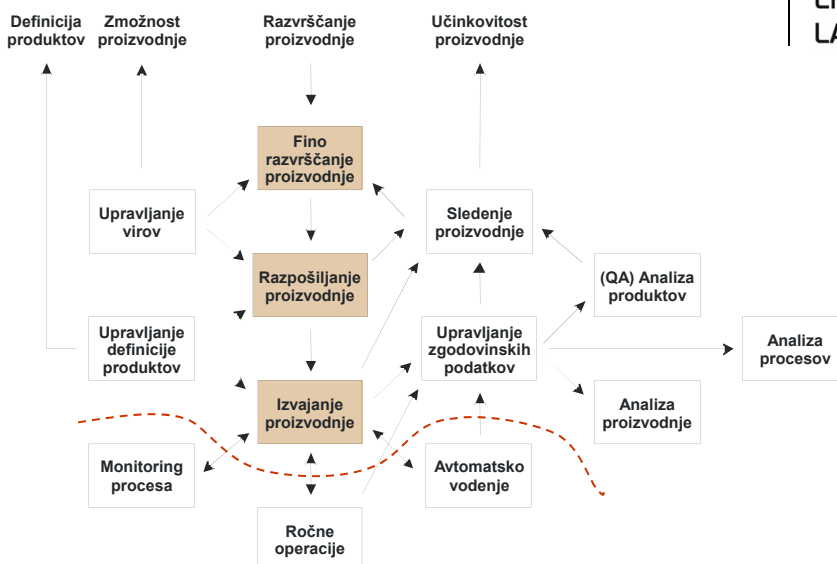 Definicija
produktov
Zmožnost
proizvodnje
Razvrščanje
proizvodnje
Učinkovitost
proizvodnje
Fino
razvrščanje
proizvodnje
Upravljanje
virov
Sledenje
proizvodnje
Razpošiljanje
proizvodnje
(QA) Analiza
produktov
Upravljanje
definicije
produktov
Upravljanje
zgodovinskih
podatkov
Analiza
procesov
Izvajanje
proizvodnje
Analiza
proizvodnje
Monitoring
procesa
Avtomatsko
vodenje
Ročne
operacije